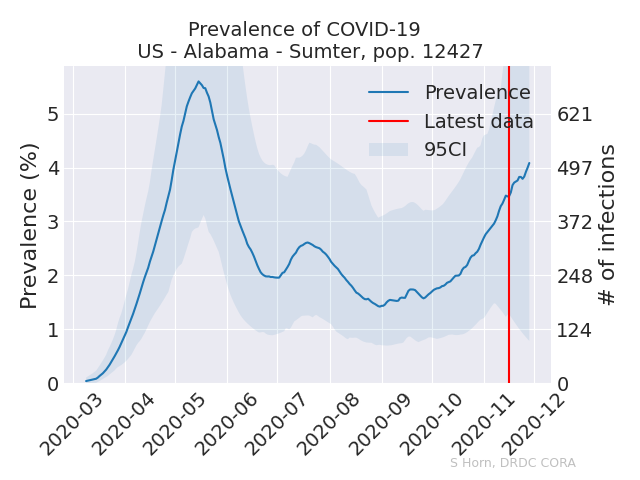 Prevalence of COVID-19
US - Alabama - Sumter, pop. 12427
Prevalence
Latest data
95CI
Prevalence (%)
5
4
3
2
1
0
621
497
372
248
124
0
# of infections
2020-03
2020-04
2020-05
2020-06
2020-07
2020-08
2020-09
2020-10
2020-11
2020-12
S Horn, DRDC CORA